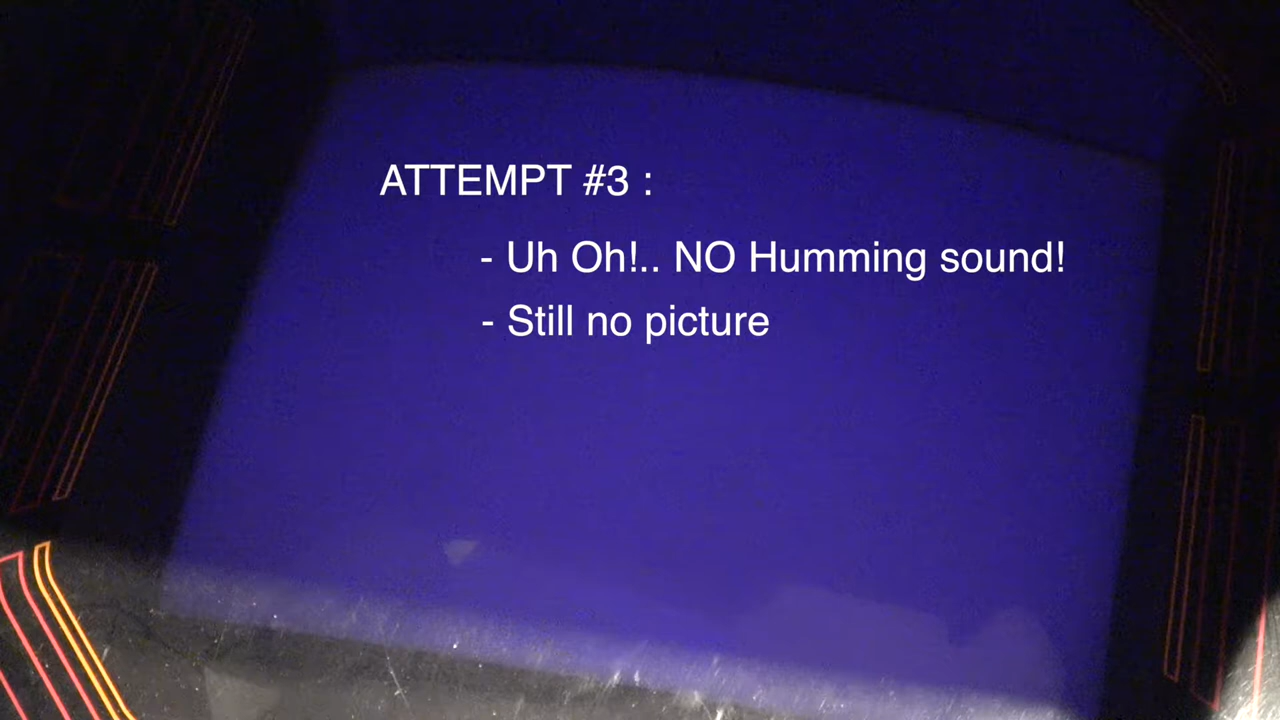 ATTEMPT #3 :
- Uh Oh!.. NO Humming sound!
- Still no picture